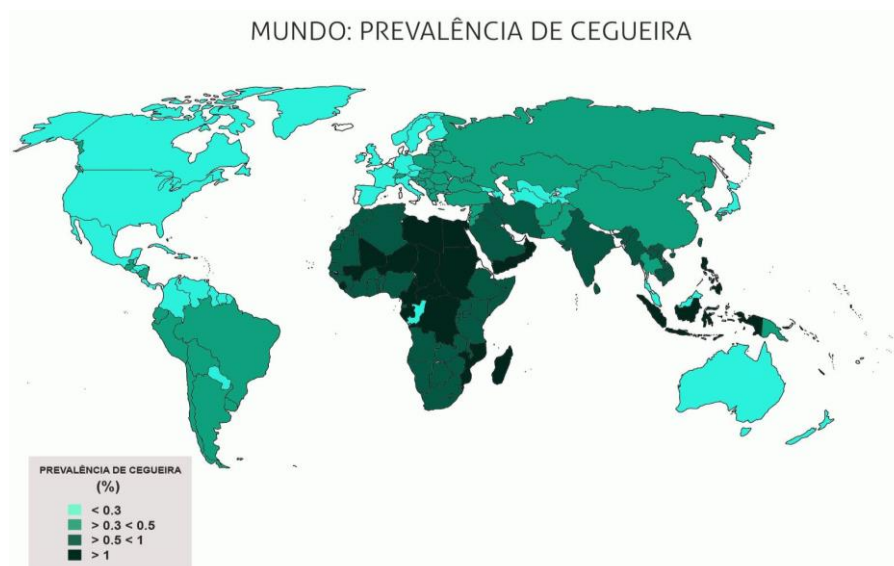 MUNDO: PREVALÊNCIA DE CEGUEIRA
PREVALÊNCIA DE CEGUEIRA
(%)
< 0.3
> 0.3 < 0.5
> 0.5 < 1
> 1